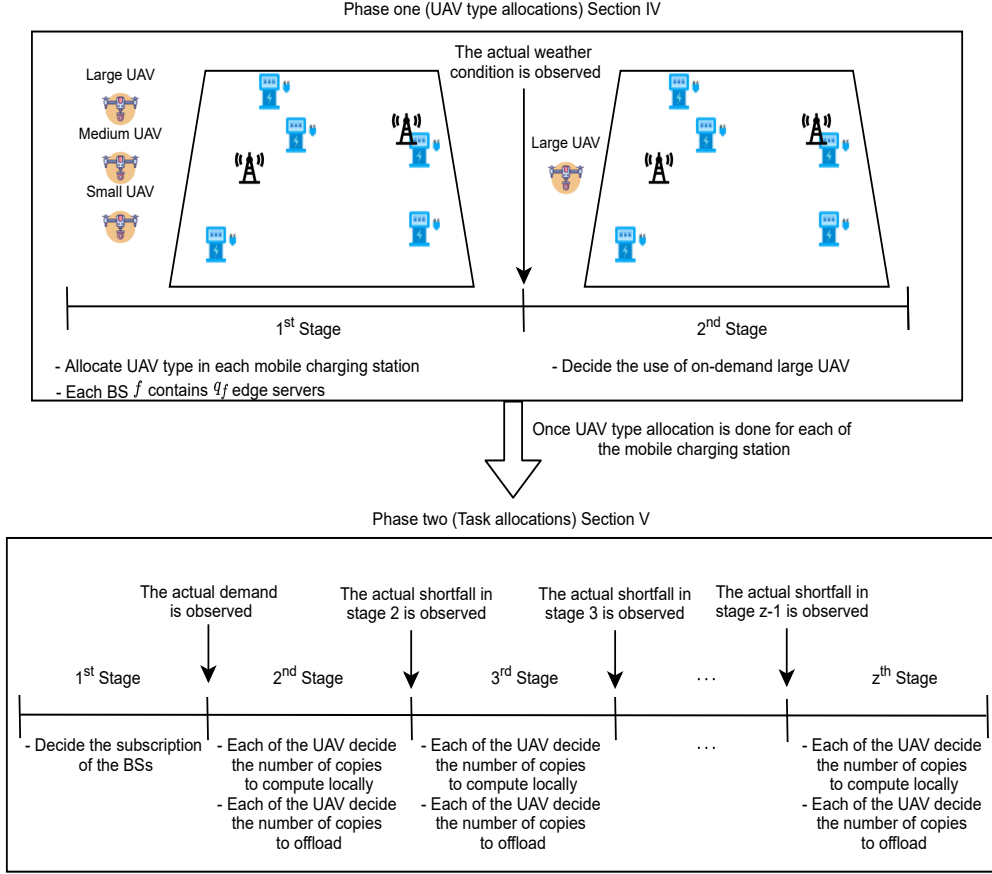 Phase one (UAV type allocations) Section IV
The actual weather
condition is observed
Large UAV
Medium UAV
Small UAV
Large UAV
1st Stage
2nd Stage
- Allocate UAV type in each mobile charging station
- Each BS f contains q_f edge servers
- Decide the use of on-demand large UAV
Once UAV type allocation is done for each of
the mobile charging station
Phase two (Task allocations) Section V
The actual demand
is observed
The actual shortfall in
stage 2 is observed
The actual shortfall in
stage 3 is observed
The actual shortfall in
stage z-1 is observed
1st Stage
2nd Stage
3rd Stage
...
zth Stage
- Decide the subscription
of the BSs
- Each of the UAV decide
the number of copies
to compute locally
- Each of the UAV decide
the number of copies
to offload
- Each of the UAV decide
the number of copies
to compute locally
- Each of the UAV decide
the number of copies
to offload
...
- Each of the UAV decide
the number of copies
to compute locally
- Each of the UAV decide
the number of copies
to offload